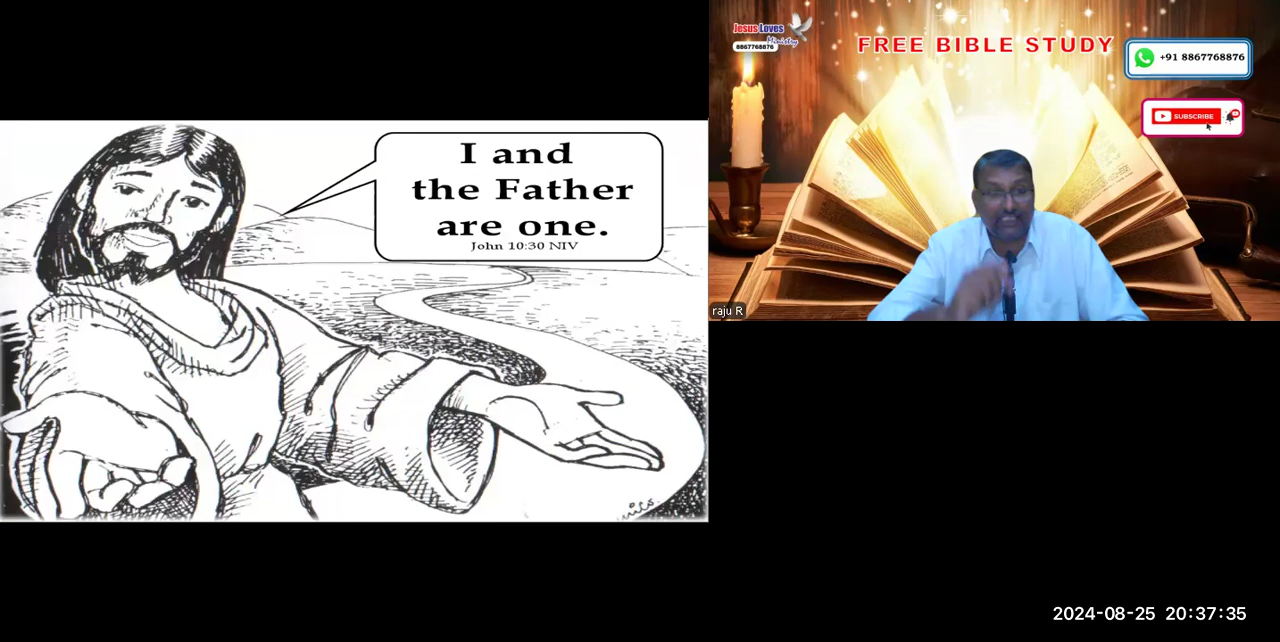 I and
the Father
are one.
John 10:30 NIV
Jesus Loves
Ministry
8867768876
FREE BIBLE STUDY
+91 8867768876
SUBSCRIBE
raju R
2024-08-25 20:37:35